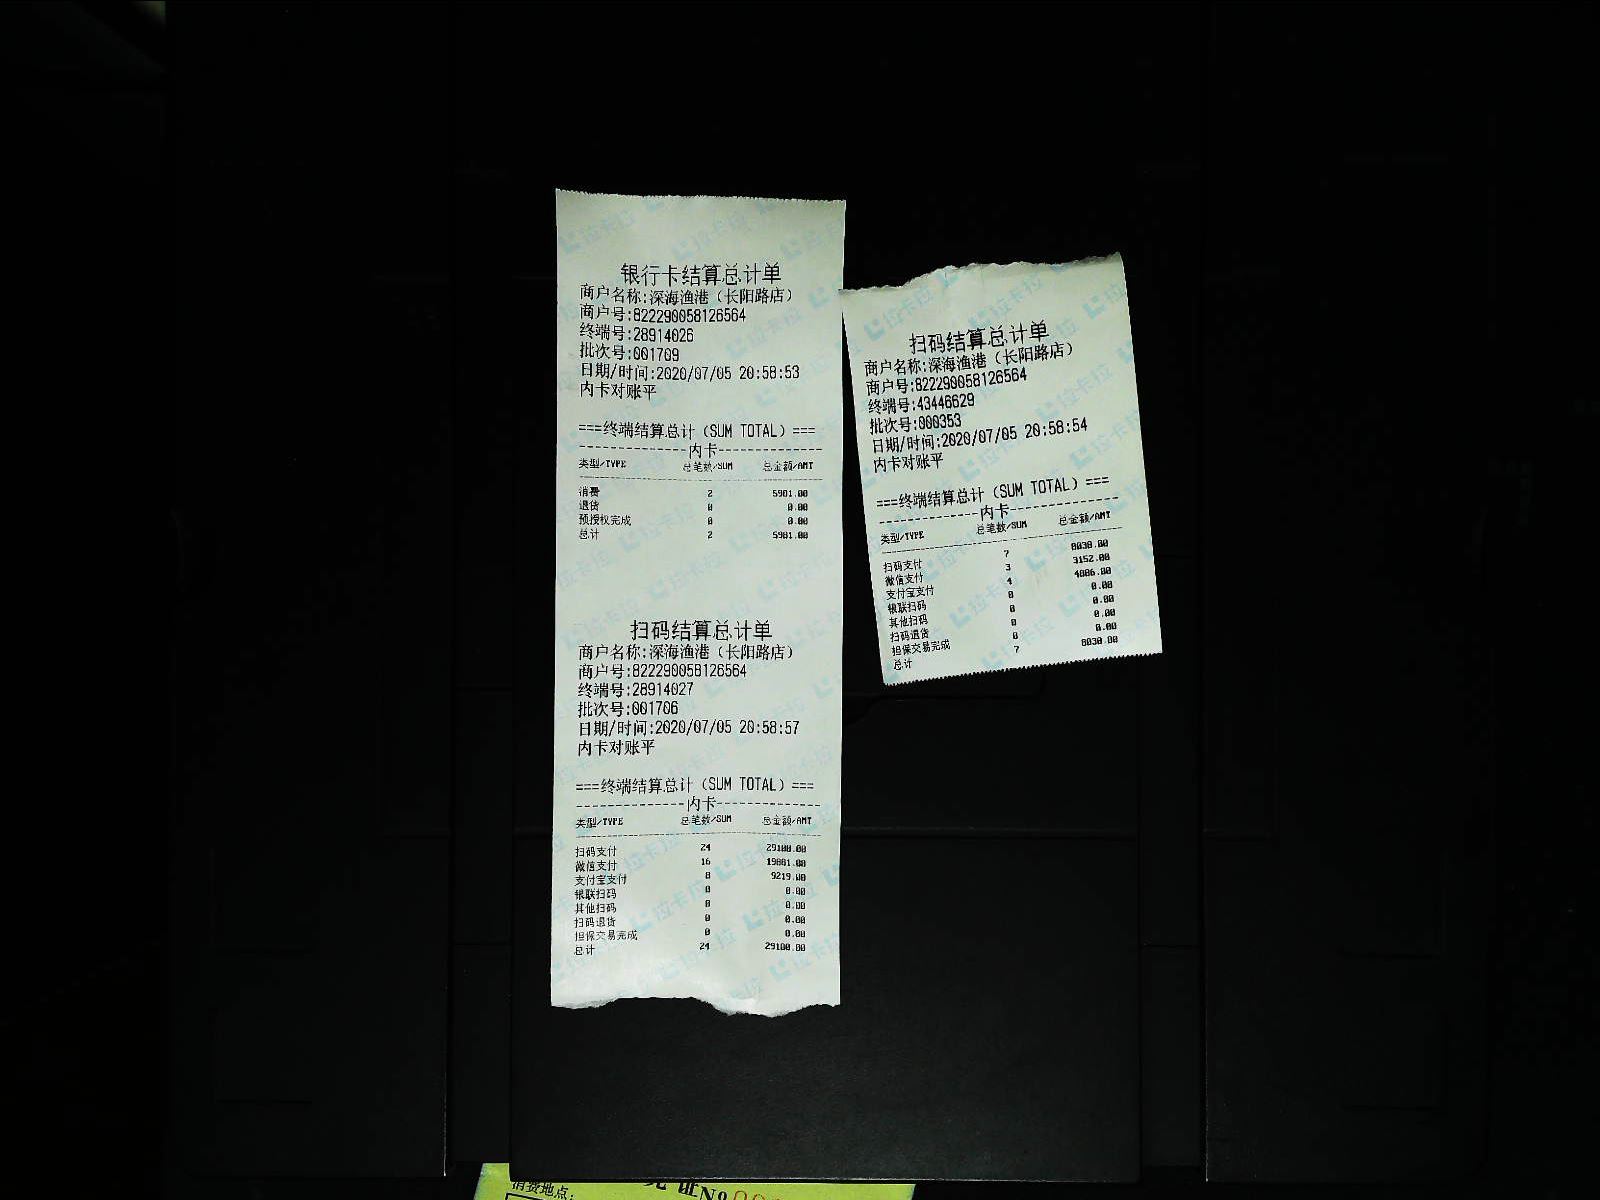 银行卡结算总计单
商户名称:深海渔港（长阳路店）
商户号:822290058126564
终端号:28914026
批次号:001709
日期/时间:2020/07/05 20:58:53
内卡对账平
===终端结算总计（SUM TOTAL）===
---------------内卡---------------
类型/TYPE 总笔数/SUM 总金额/AMT
消费 2 5901.00
退货 0 0.00
预授权完成 0 0.00
总计 2 5901.00
扫码结算总计单
商户名称:深海渔港（长阳路店）
商户号:822290058126564
终端号:28914027
批次号:001706
日期/时间:2020/07/05 20:58:57
内卡对账平
===终端结算总计（SUM TOTAL）===
---------------内卡---------------
类型/TYPE 总笔数/SUM 总金额/AMT
扫码支付 24 29100.00
微信支付 16 19881.00
支付宝支付 8 9219.00
银联扫码 0 0.00
其他扫码 0 0.00
扫码退货 0 0.00
担保交易完成 0 0.00
总计 24 29100.00
扫码结算总计单
商户名称:深海渔港（长阳路店）
商户号:822290058126564
终端号:43446629
批次号:000353
日期/时间:2020/07/05 20:58:54
内卡对账平
===终端结算总计（SUM TOTAL）===
---------------内卡---------------
类型/TYPE 总笔数/SUM 总金额/AMT
扫码支付 7 8038.00
微信支付 3 3152.00
支付宝支付 4 4886.00
银联扫码 0 0.00
其他扫码 0 0.00
扫码退货 0 0.00
担保交易完成 0 0.00
总计 7 8038.00
消费地点: 证No